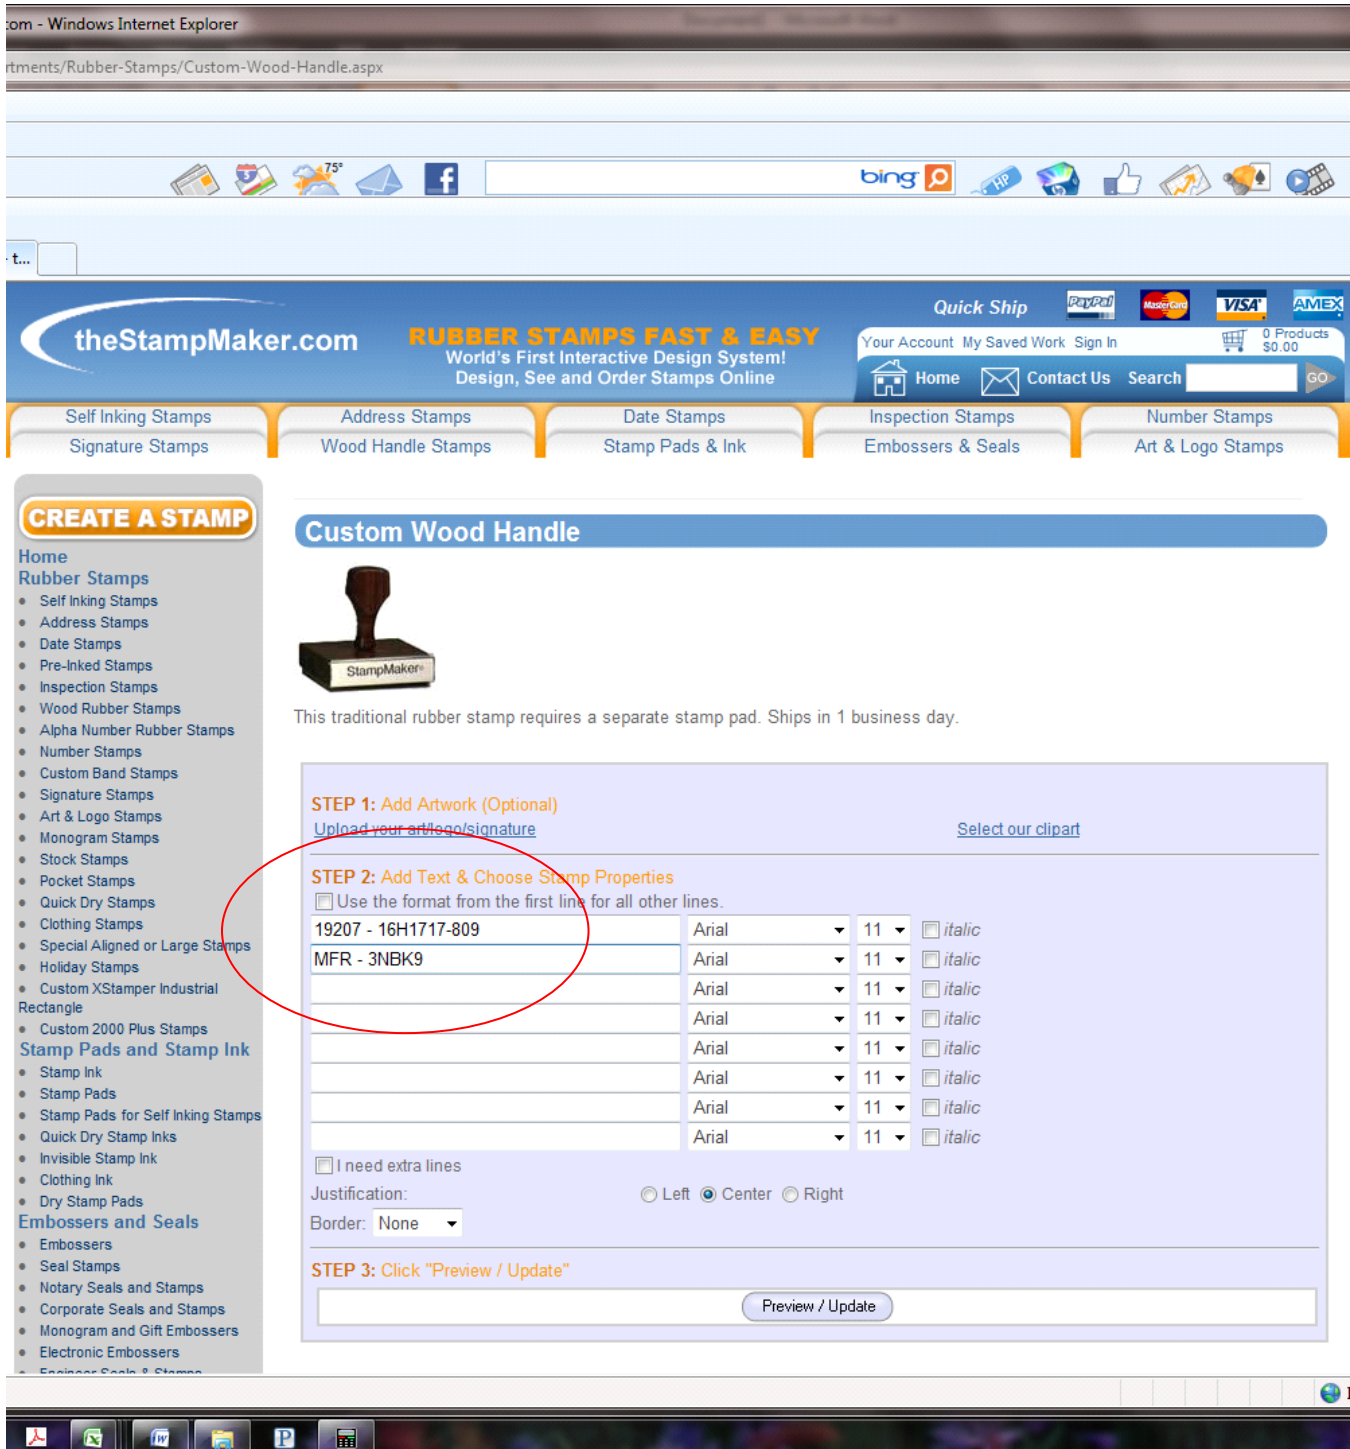 com - Windows Internet Explorer
rtments/Rubber-Stamps/Custom-Wood-Handle.aspx
75°
bing
HP
- t...
theStampMaker.com
RUBBER STAMPS FAST & EASY
World's First Interactive Design System!
Design, See and Order Stamps Online
Quick Ship PayPal MasterCard VISA AMEX
Your Account My Saved Work Sign In
0 Products
$0.00
Home Contact Us Search GO
Self Inking Stamps Address Stamps Date Stamps Inspection Stamps Number Stamps
Signature Stamps Wood Handle Stamps Stamp Pads & Ink Embossers & Seals Art & Logo Stamps
CREATE A STAMP
Home
Rubber Stamps
Self Inking Stamps
Address Stamps
Date Stamps
Pre-Inked Stamps
Inspection Stamps
Wood Rubber Stamps
Alpha Number Rubber Stamps
Number Stamps
Custom Band Stamps
Signature Stamps
Art & Logo Stamps
Monogram Stamps
Stock Stamps
Pocket Stamps
Quick Dry Stamps
Clothing Stamps
Special Aligned or Large Stamps
Holiday Stamps
Custom XStamper Industrial
Rectangle
Custom 2000 Plus Stamps
Stamp Pads and Stamp Ink
Stamp Ink
Stamp Pads
Stamp Pads for Self Inking Stamps
Quick Dry Stamp Inks
Invisible Stamp Ink
Clothing Ink
Dry Stamp Pads
Embossers and Seals
Embossers
Seal Stamps
Notary Seals and Stamps
Corporate Seals and Stamps
Monogram and Gift Embossers
Electronic Embossers
Engineer Seals & Stamps
Custom Wood Handle
StampMaker
This traditional rubber stamp requires a separate stamp pad. Ships in 1 business day.
STEP 1: Add Artwork (Optional)
Upload your art/logo/signature Select our clipart
STEP 2: Add Text & Choose Stamp Properties
Use the format from the first line for all other lines.
19207 - 16H1717-809 Arial 11 italic
MFR - 3NBK9 Arial 11 italic
Arial 11 italic
Arial 11 italic
Arial 11 italic
Arial 11 italic
Arial 11 italic
Arial 11 italic
I need extra lines
Justification: Left Center Right
Border: None
STEP 3: Click "Preview / Update"
Preview / Update